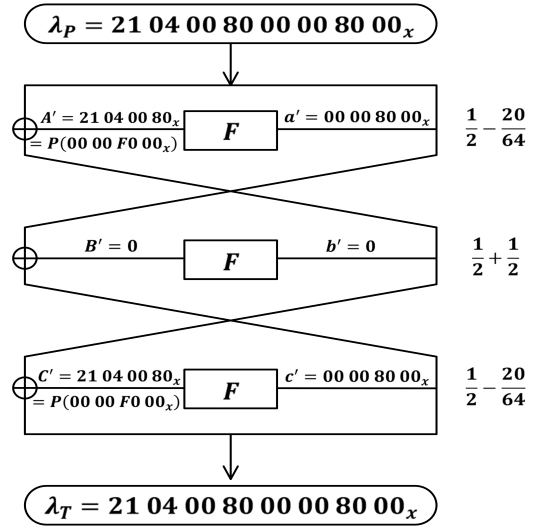 λ_P = 21 04 00 80 00 00 80 00_x
A′ = 21 04 00 80_x F a′ = 00 00 80 00_x 1/2 − 20/64
= P(00 00 F0 00_x)
B′ = 0 F b′ = 0 1/2 + 1/2
C′ = 21 04 00 80_x F c′ = 00 00 80 00_x 1/2 − 20/64
= P(00 00 F0 00_x)
λ_T = 21 04 00 80 00 00 80 00_x